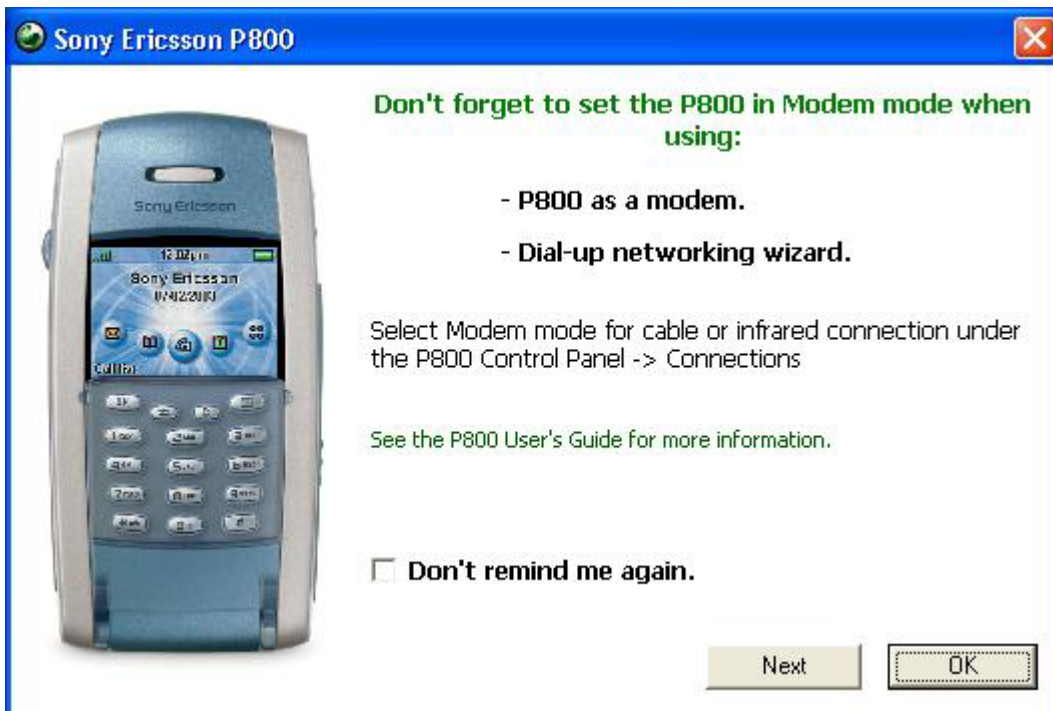 Sony Ericsson P800
Don't forget to set the P800 in Modem mode when
using:
- P800 as a modem.
- Dial-up networking wizard.
Select Modem mode for cable or infrared connection under
the P800 Control Panel -> Connections
See the P800 User's Guide for more information.
Don't remind me again.
Next
OK
Sony Ericsson
12:02pm
Sony Ericsson